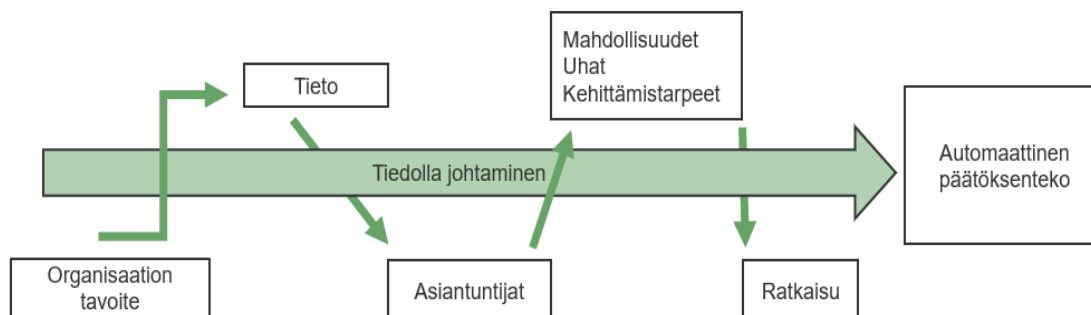 Mahdollisuudet
Uhat
Kehittämistarpeet
Tieto
Automaattinen
päätöksenteko
Tiedolla johtaminen
Organisaation
tavoite
Asiantuntijat
Ratkaisu